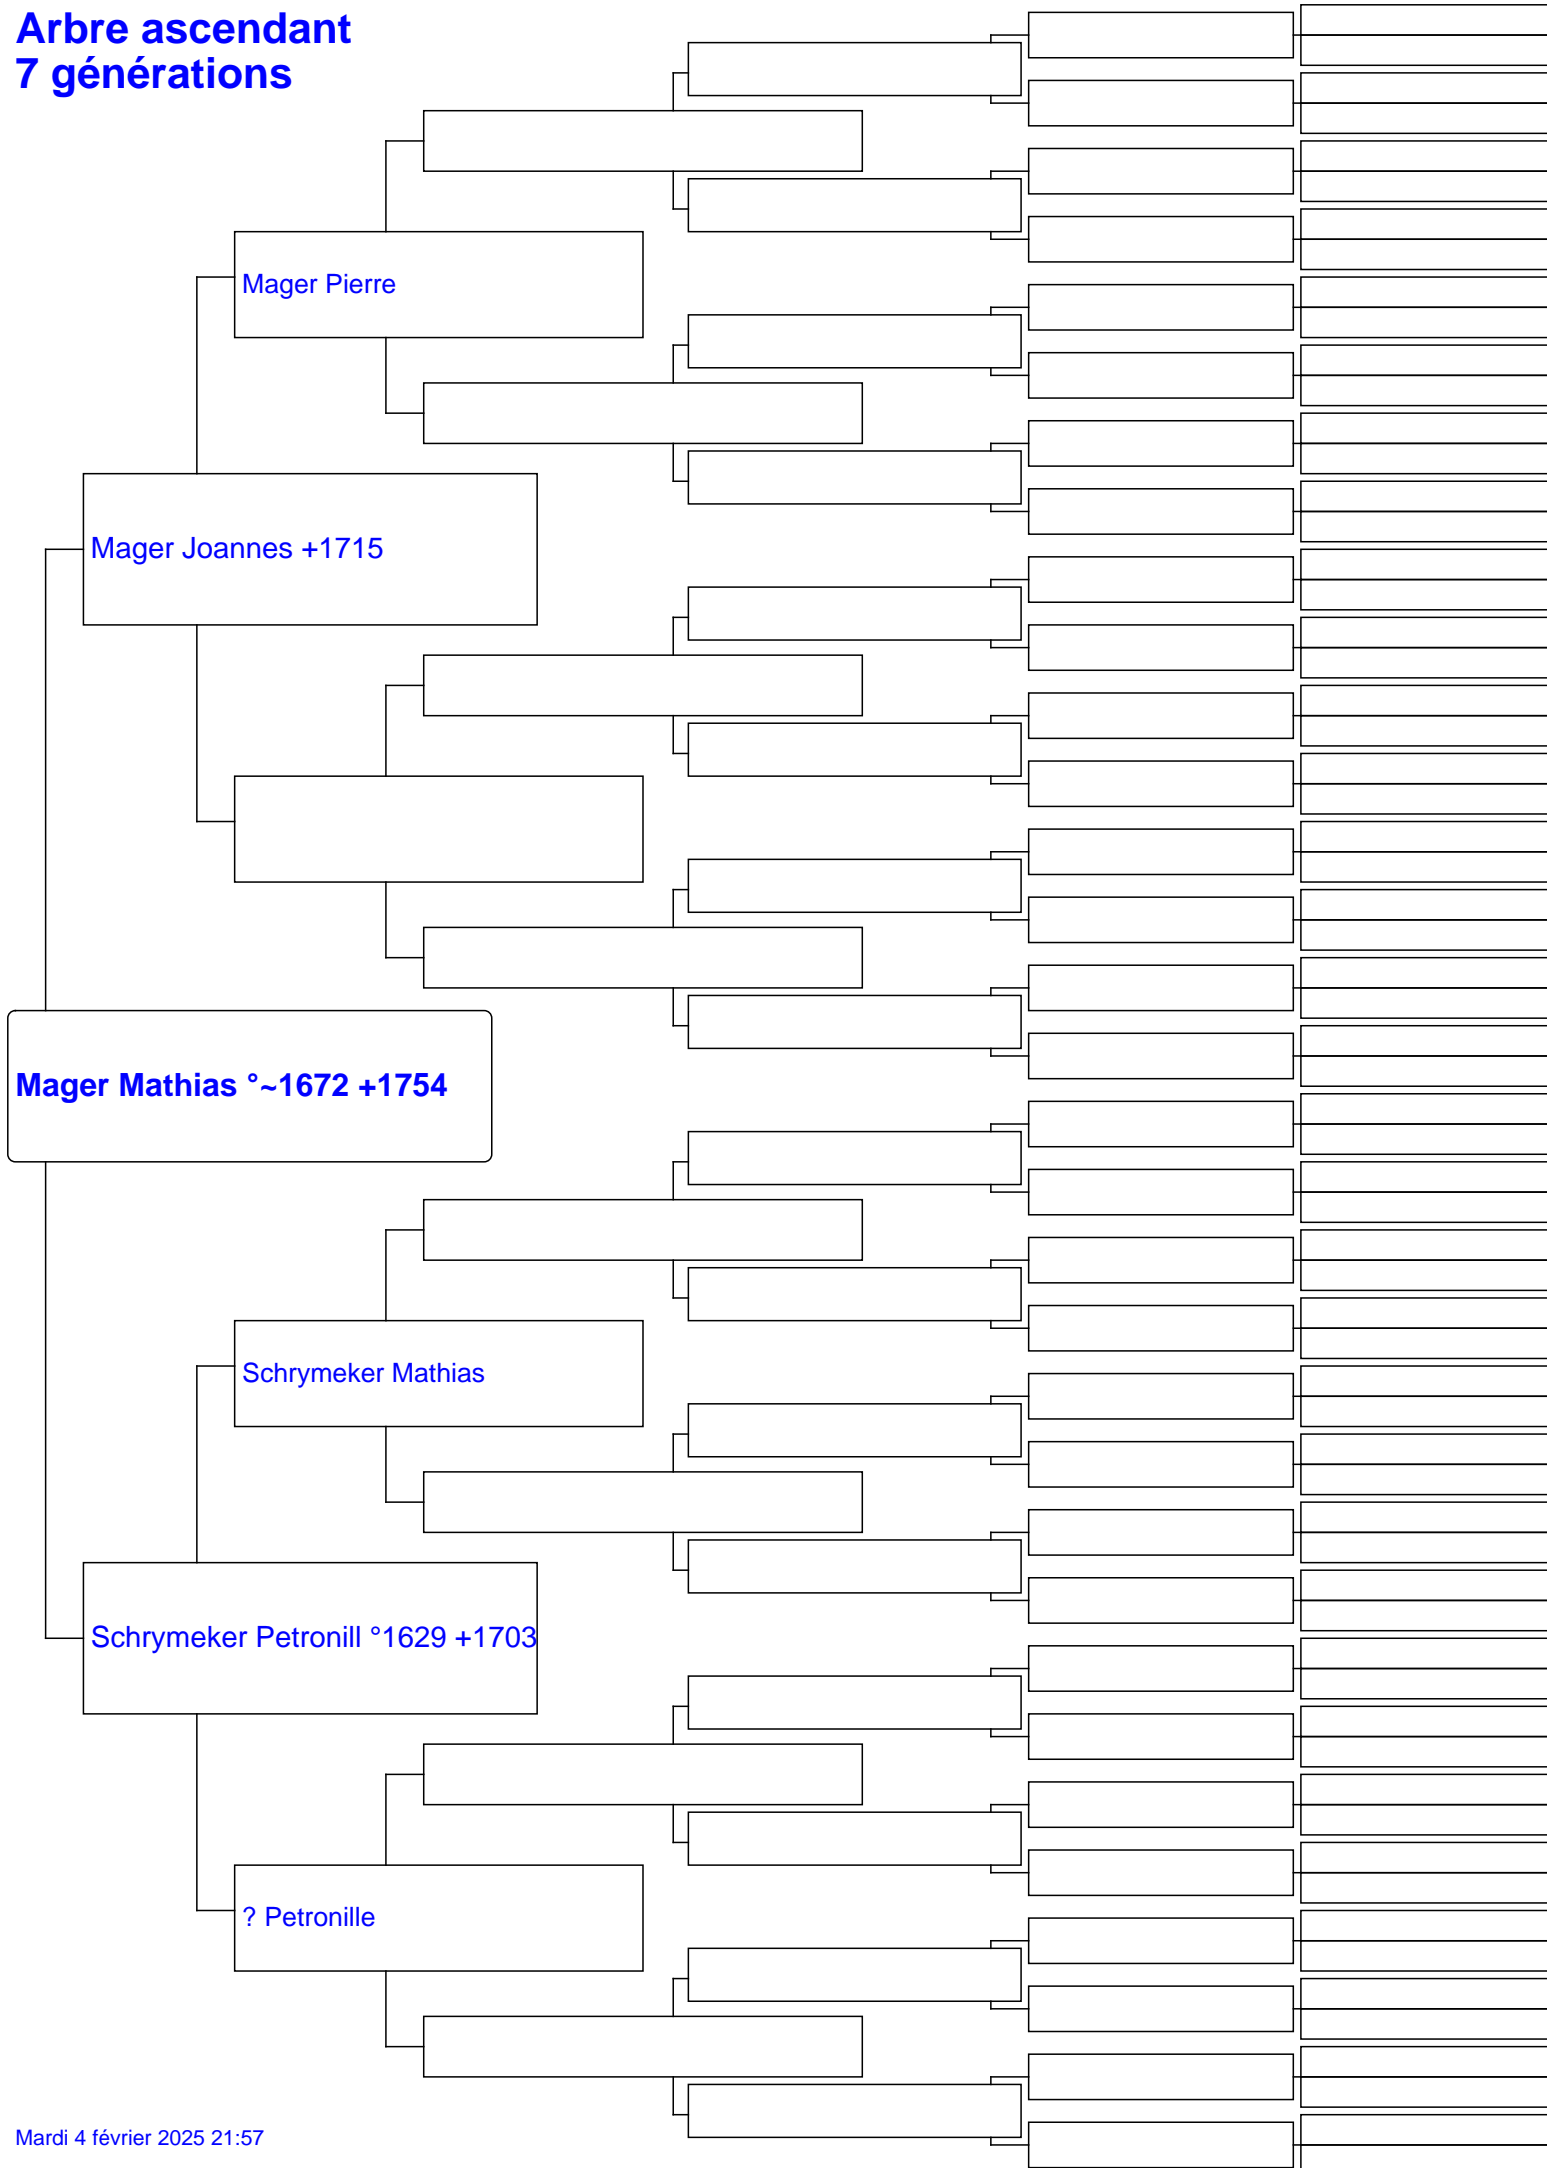 Arbre ascendant
7 générations
Mager Pierre
Mager Joannes +1715
Mager Mathias °~1672 +1754
Schrymeker Mathias
Schrymeker Petronill °1629 +1703
? Petronille
Mardi 4 février 2025 21:57